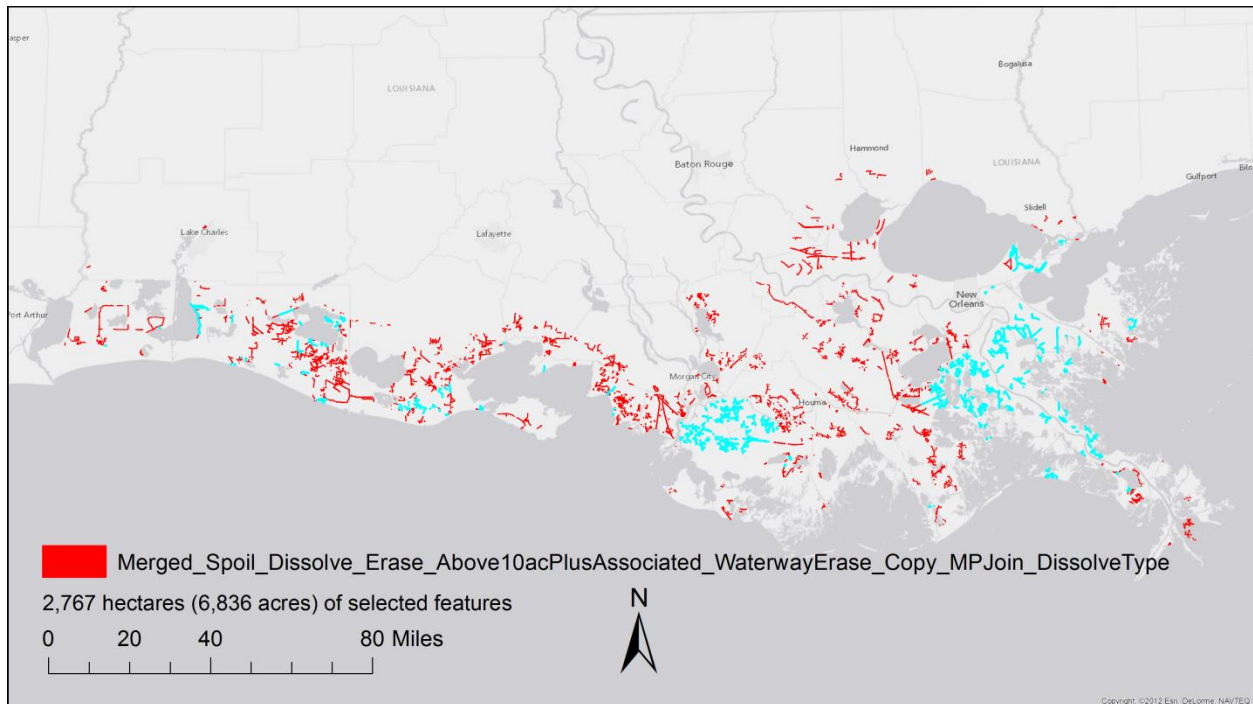 asper
Bogalusa
LOUISIANA
Hammond
Baton Rouge
LOUISIANA
Gulfport
Bilo
Slidell
Lake Charles
Lafayette
New
Orleans
Port Arthur
Morgan City
Houma
Merged_Spoil_Dissolve_Erase_Above10acPlusAssociated_WaterwayErase_Copy_MPJoin_DissolveType
2,767 hectares (6,836 acres) of selected features
N
0 20 40 80 Miles
Copyright: ©2012 Esri, DeLorme, NAVTEQ